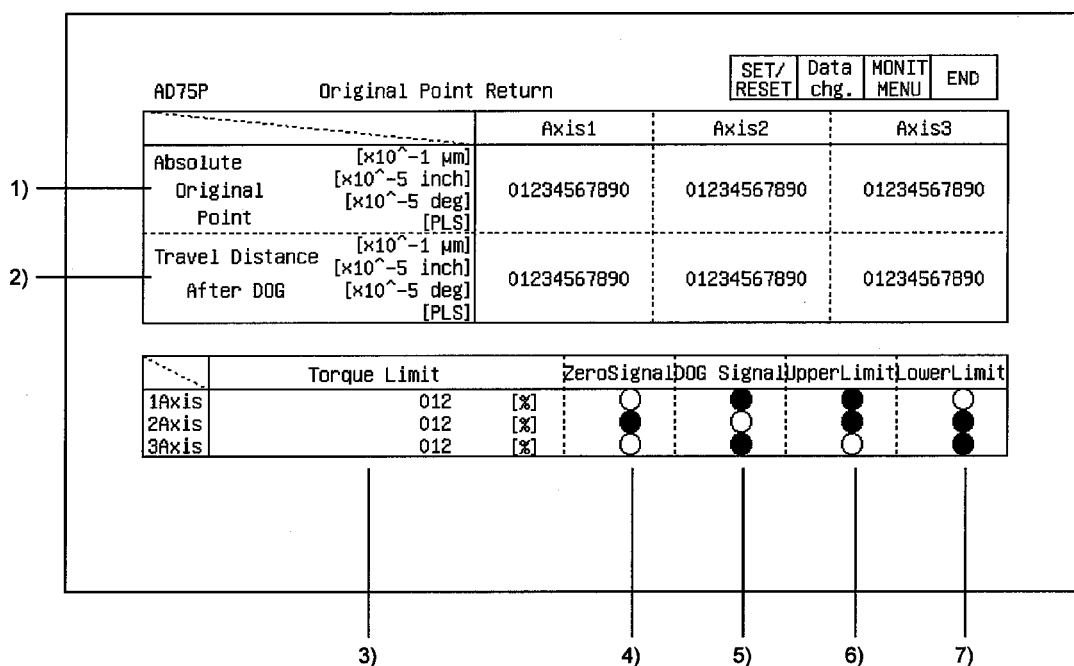 AD75P Original Point Return SET/ RESET Data chg. MONIT MENU END
Axis1 Axis2 Axis3
1)
Absolute Original Point
[×10^-1 μm]
[×10^-5 inch]
[×10^-5 deg]
[PLS]
01234567890 01234567890 01234567890
2)
Travel Distance After DOG
[×10^-1 μm]
[×10^-5 inch]
[×10^-5 deg]
[PLS]
01234567890 01234567890 01234567890
Torque Limit ZeroSignal DOG Signal UpperLimit LowerLimit
1Axis 012 [%]
2Axis 012 [%]
3Axis 012 [%]
3) 4) 5) 6) 7)